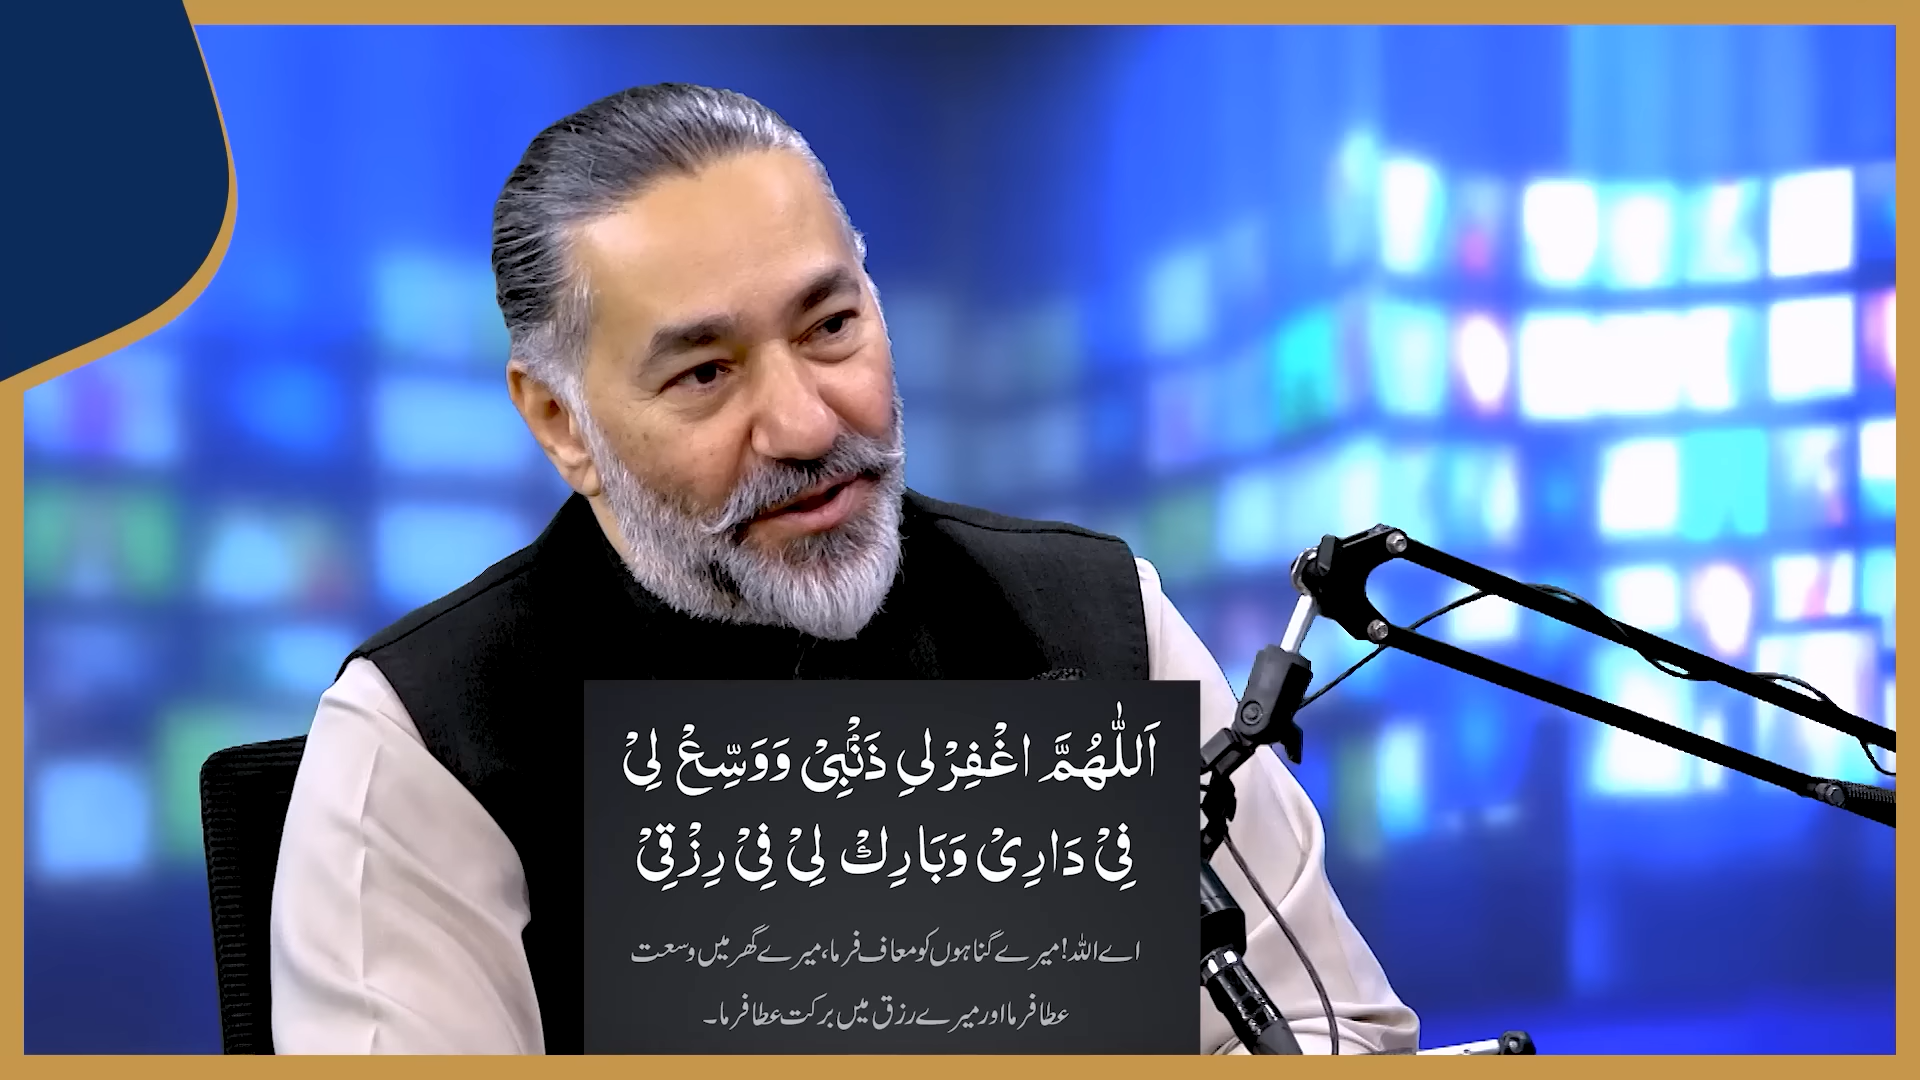 اَللّٰهُمَّ اغْفِرْلِي ذَنْۢبِيْ وَوَسِّعْ لِيْ
فِيْ دَارِيْ وَبَارِكْ لِيْ فِيْ رِزْقِيْ
اے اللہ! میرے گناہوں کو معاف فرما، میرے گھر میں وسعت
عطا فرما اور میرے رزق میں برکت عطا فرما۔